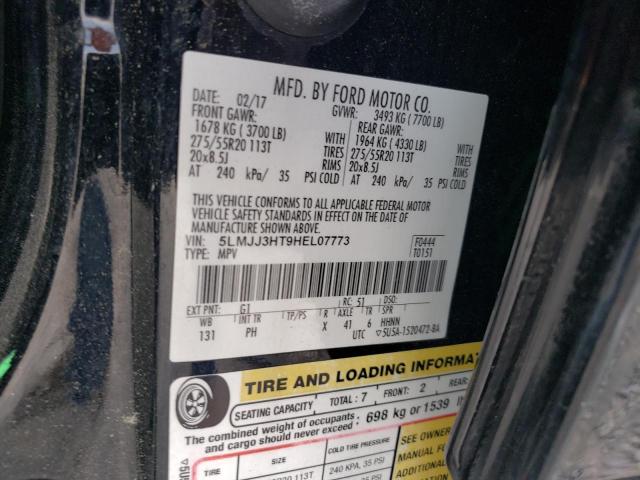 MFD. BY FORD MOTOR CO.
DATE: 02/17 GVWR: 3493 KG ( 7700 LB)
FRONT GAWR: REAR GAWR:
1678 KG ( 3700 LB) WITH 1964 KG ( 4330 LB) WITH
275/55R20 113T TIRES 275/55R20 113T TIRES
20x8.5J RIMS 20x8.5J RIMS
AT 240 kPa/ 35 PSI COLD AT 240 kPa/ 35 PSI COLD
THIS VEHICLE CONFORMS TO ALL APPLICABLE FEDERAL MOTOR
VEHICLE SAFETY STANDARDS IN EFFECT ON THE DATE OF
MANUFACTURE SHOWN ABOVE.
VIN: 5LMJJ3HT9HEL07773 F0444
TYPE: MPV T0151
EXT PNT: G1 RC: 51 DSO:
WB INT TR TP/PS R AXLE TR SPR
131 PH X 41 6 HHNN
UTC 5U5A-1520472-BA
TIRE AND LOADING INFORMA
SEATING CAPACITY TOTAL: 7 FRONT: 2 REAR:
The combined weight of occupants
and cargo should never exceed: 698 kg or 1539
TIRE SIZE COLD TIRE PRESSURE SEE OWNER
240 KPA, 35 PSI MANUAL FOR
113T ADDITIONAL